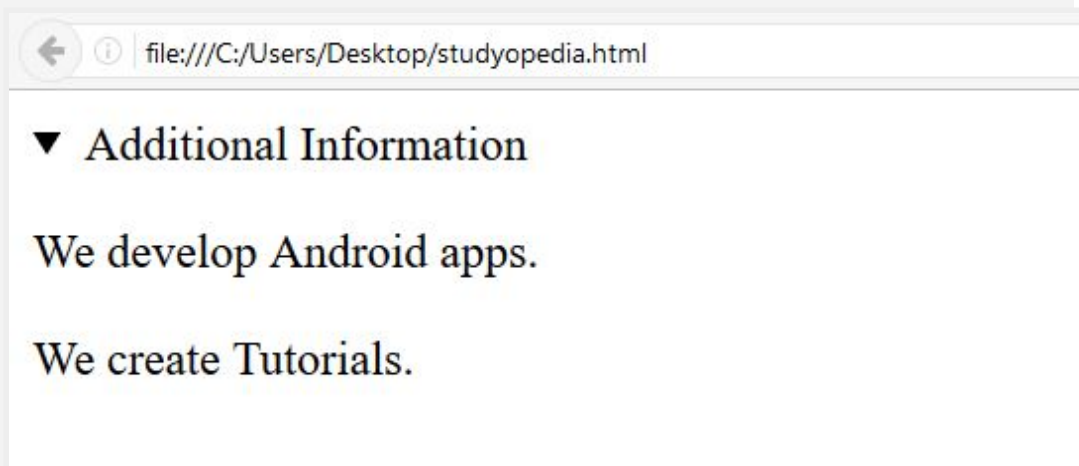 file:///C:/Users/Desktop/studyopedia.html
Additional Information
We develop Android apps.
We create Tutorials.